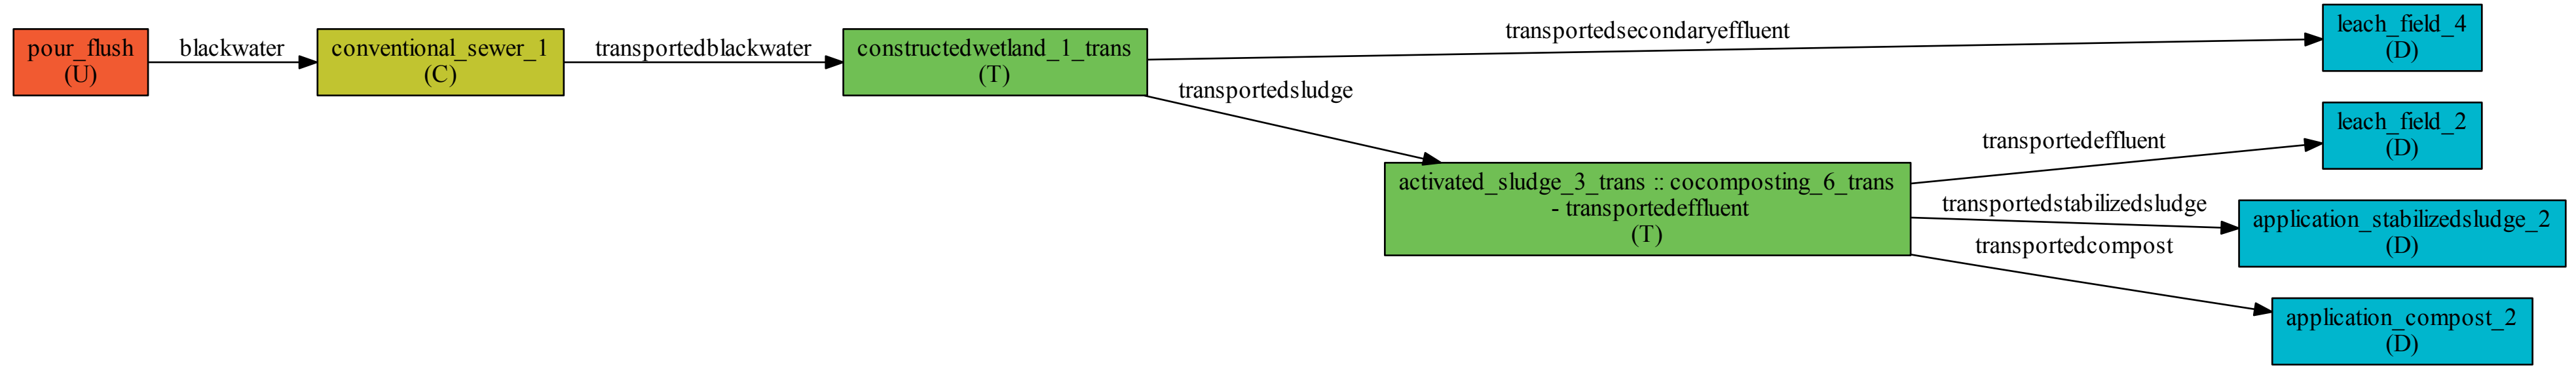 pour_flush
(U)
blackwater
conventional_sewer_1
(C)
transportedblackwater
constructedwetland_1_trans
(T)
transportedsecondaryeffluent
leach_field_4
(D)
transportedsludge
activated_sludge_3_trans :: cocomposting_6_trans
- transportedeffluent
(T)
transportedeffluent
leach_field_2
(D)
transportedstabilizedsludge
application_stabilizedsludge_2
(D)
transportedcompost
application_compost_2
(D)